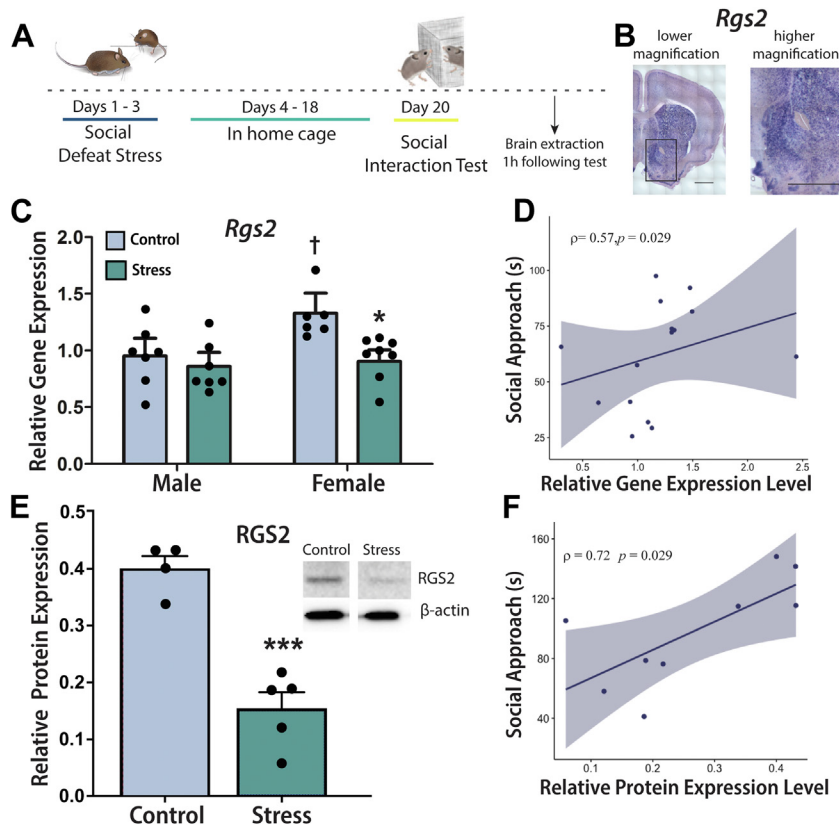 A
Days 1 - 3
Social
Defeat Stress
Days 4 - 18
In home cage
Day 20
Social
Interaction Test
Brain extraction
1h following test
B
Rgs2
lower
magnification
higher
magnification
C
Rgs2
Control
Stress
Relative Gene Expression
2.0
1.5
1.0
0.5
0.0
†
*
Male
Female
D
ρ= 0.57,p = 0.029
Social Approach (s)
100
75
50
25
0.5
1.0
1.5
2.0
2.5
Relative Gene Expression Level
E
RGS2
Relative Protein Expression
0.5
0.4
0.3
0.2
0.1
0.0
***
Control
Stress
Control
Stress
RGS2
β-actin
F
ρ 0.72 p = 0.029
Social Approach (s)
160
120
80
40
0.1
0.2
0.3
0.4
Relative Protein Expression Level